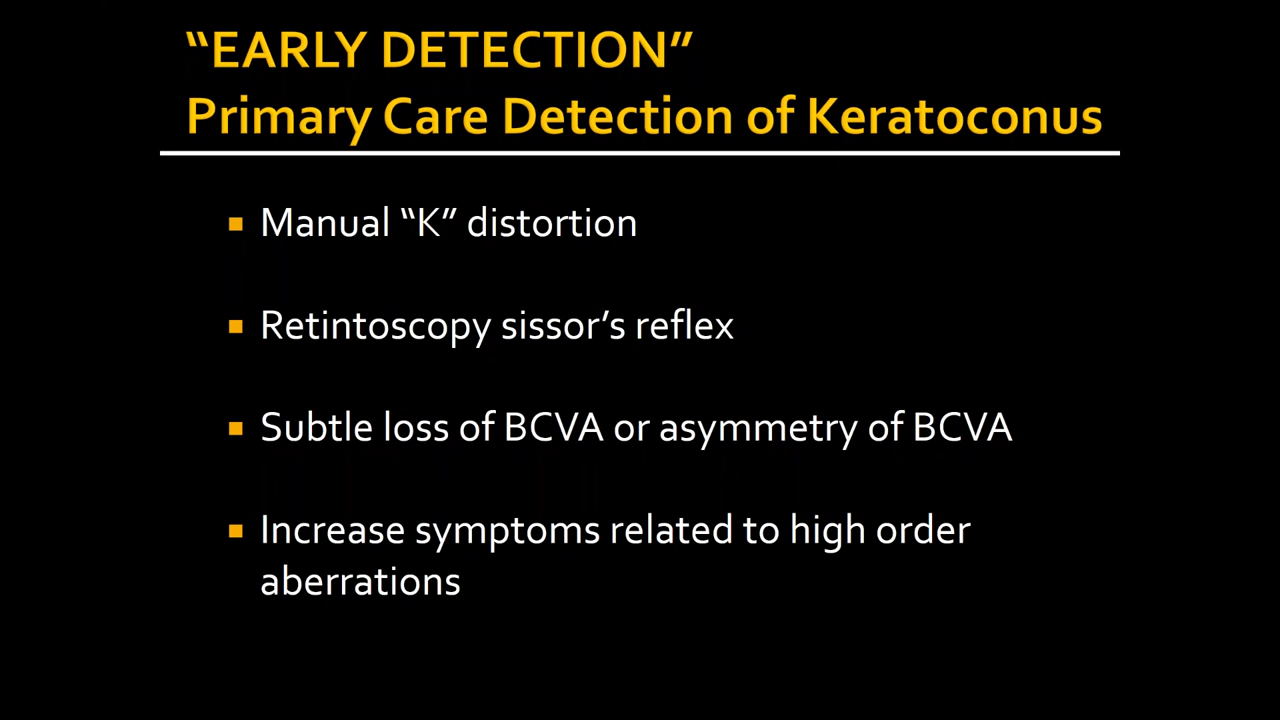 “EARLY DETECTION”
Primary Care Detection of Keratoconus
▪ Manual “K” distortion
▪ Retintoscopy sissor’s reflex
▪ Subtle loss of BCVA or asymmetry of BCVA
▪ Increase symptoms related to high order
aberrations